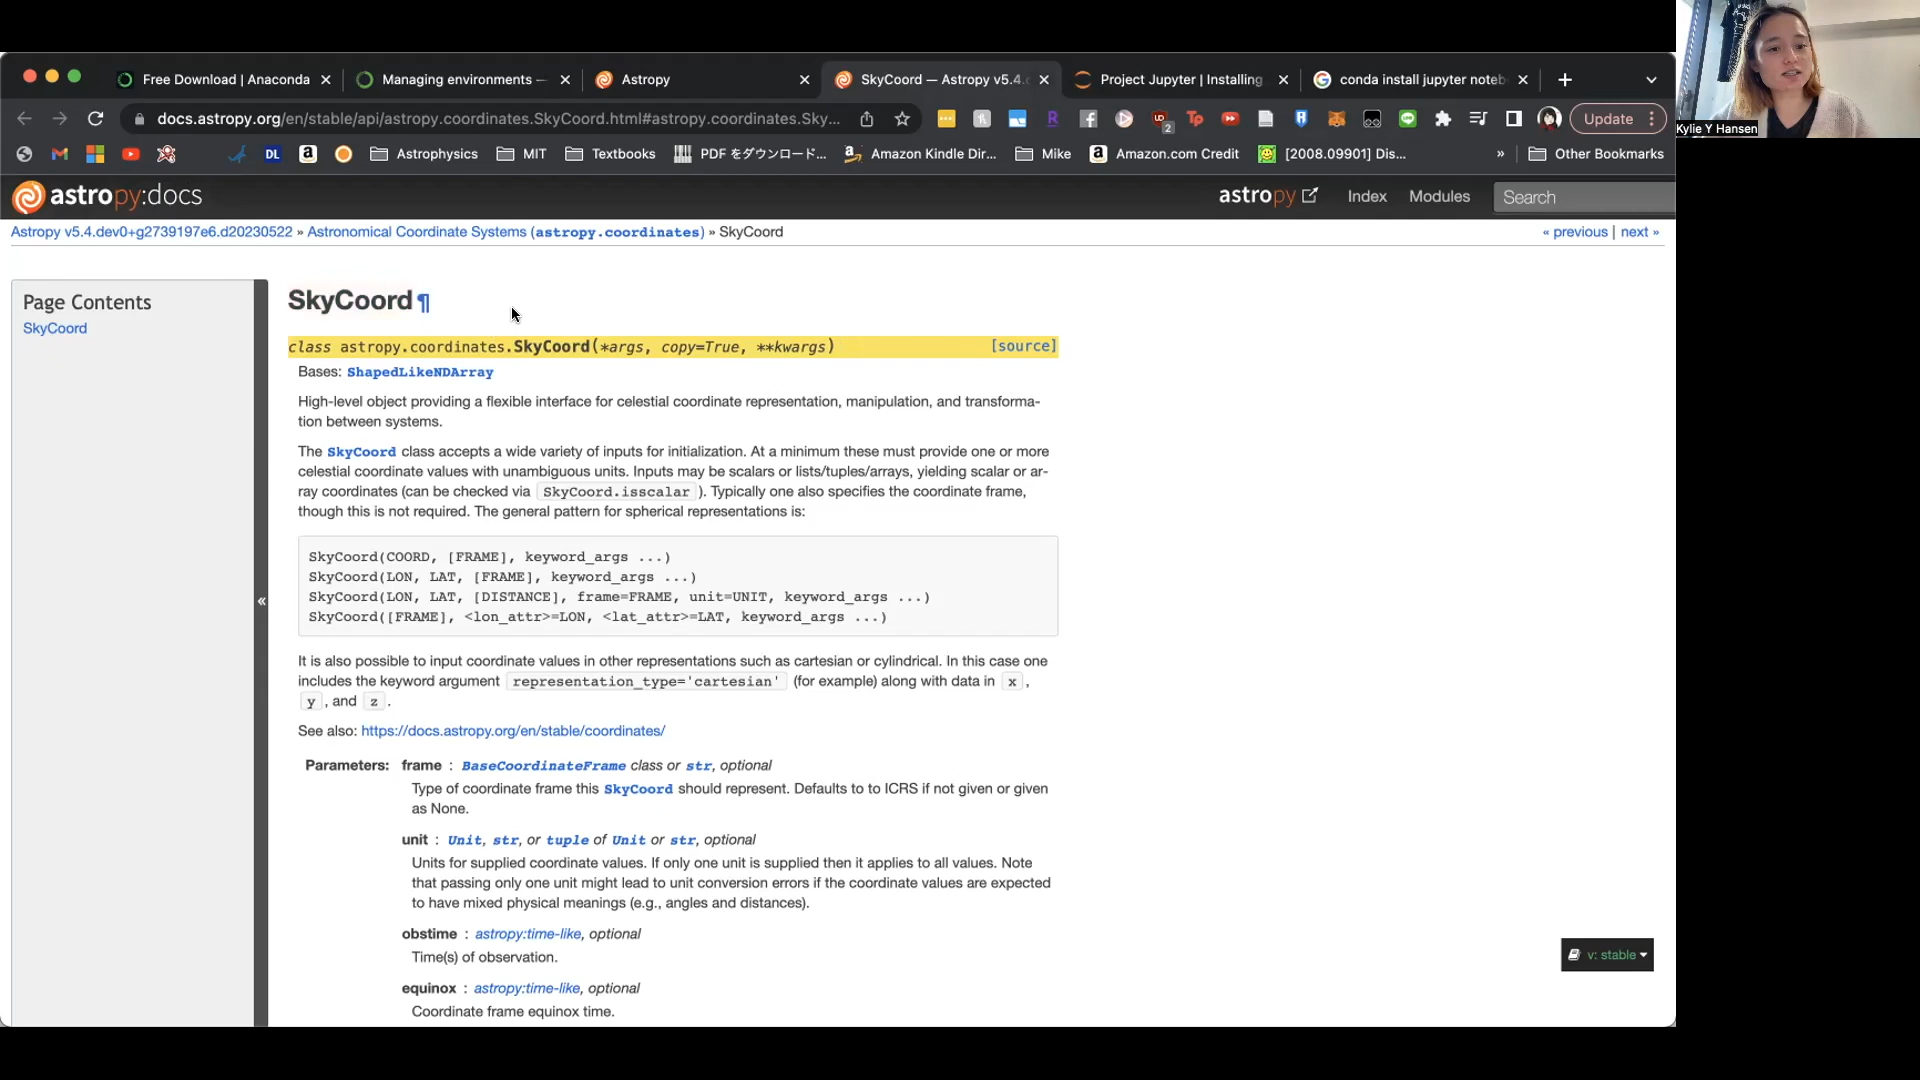 Free Download | Anaconda
Managing environments —
Astropy
SkyCoord — Astropy v5.4.
Project Jupyter | Installing
conda install jupyter noteb
docs.astropy.org/en/stable/api/astropy.coordinates.SkyCoord.html#astropy.coordinates.Sky...
Update
DL
Astrophysics
MIT
Textbooks
PDF をダウンロード...
Amazon Kindle Dir...
Mike
Amazon.com Credit
[2008.09901] Dis...
»
Other Bookmarks
Kylie Y Hansen
astropy:docs
astropy
Index
Modules
Search
Astropy v5.4.dev0+g2739197e6.d20230522 » Astronomical Coordinate Systems (astropy.coordinates) » SkyCoord
« previous | next »
Page Contents
SkyCoord
«
SkyCoord¶
class astropy.coordinates.SkyCoord(*args, copy=True, **kwargs) [source]
Bases: ShapedLikeNDArray
High-level object providing a flexible interface for celestial coordinate representation, manipulation, and transforma-
tion between systems.
The SkyCoord class accepts a wide variety of inputs for initialization. At a minimum these must provide one or more
celestial coordinate values with unambiguous units. Inputs may be scalars or lists/tuples/arrays, yielding scalar or ar-
ray coordinates (can be checked via SkyCoord.isscalar ). Typically one also specifies the coordinate frame,
though this is not required. The general pattern for spherical representations is:
SkyCoord(COORD, [FRAME], keyword_args ...)
SkyCoord(LON, LAT, [FRAME], keyword_args ...)
SkyCoord(LON, LAT, [DISTANCE], frame=FRAME, unit=UNIT, keyword_args ...)
SkyCoord([FRAME], <lon_attr>=LON, <lat_attr>=LAT, keyword_args ...)
It is also possible to input coordinate values in other representations such as cartesian or cylindrical. In this case one
includes the keyword argument representation_type='cartesian' (for example) along with data in x ,
y , and z .
See also: https://docs.astropy.org/en/stable/coordinates/
Parameters: frame : BaseCoordinateFrame class or str, optional
Type of coordinate frame this SkyCoord should represent. Defaults to to ICRS if not given or given
as None.
unit : Unit, str, or tuple of Unit or str, optional
Units for supplied coordinate values. If only one unit is supplied then it applies to all values. Note
that passing only one unit might lead to unit conversion errors if the coordinate values are expected
to have mixed physical meanings (e.g., angles and distances).
obstime : astropy:time-like, optional
Time(s) of observation.
equinox : astropy:time-like, optional
Coordinate frame equinox time.
v: stable